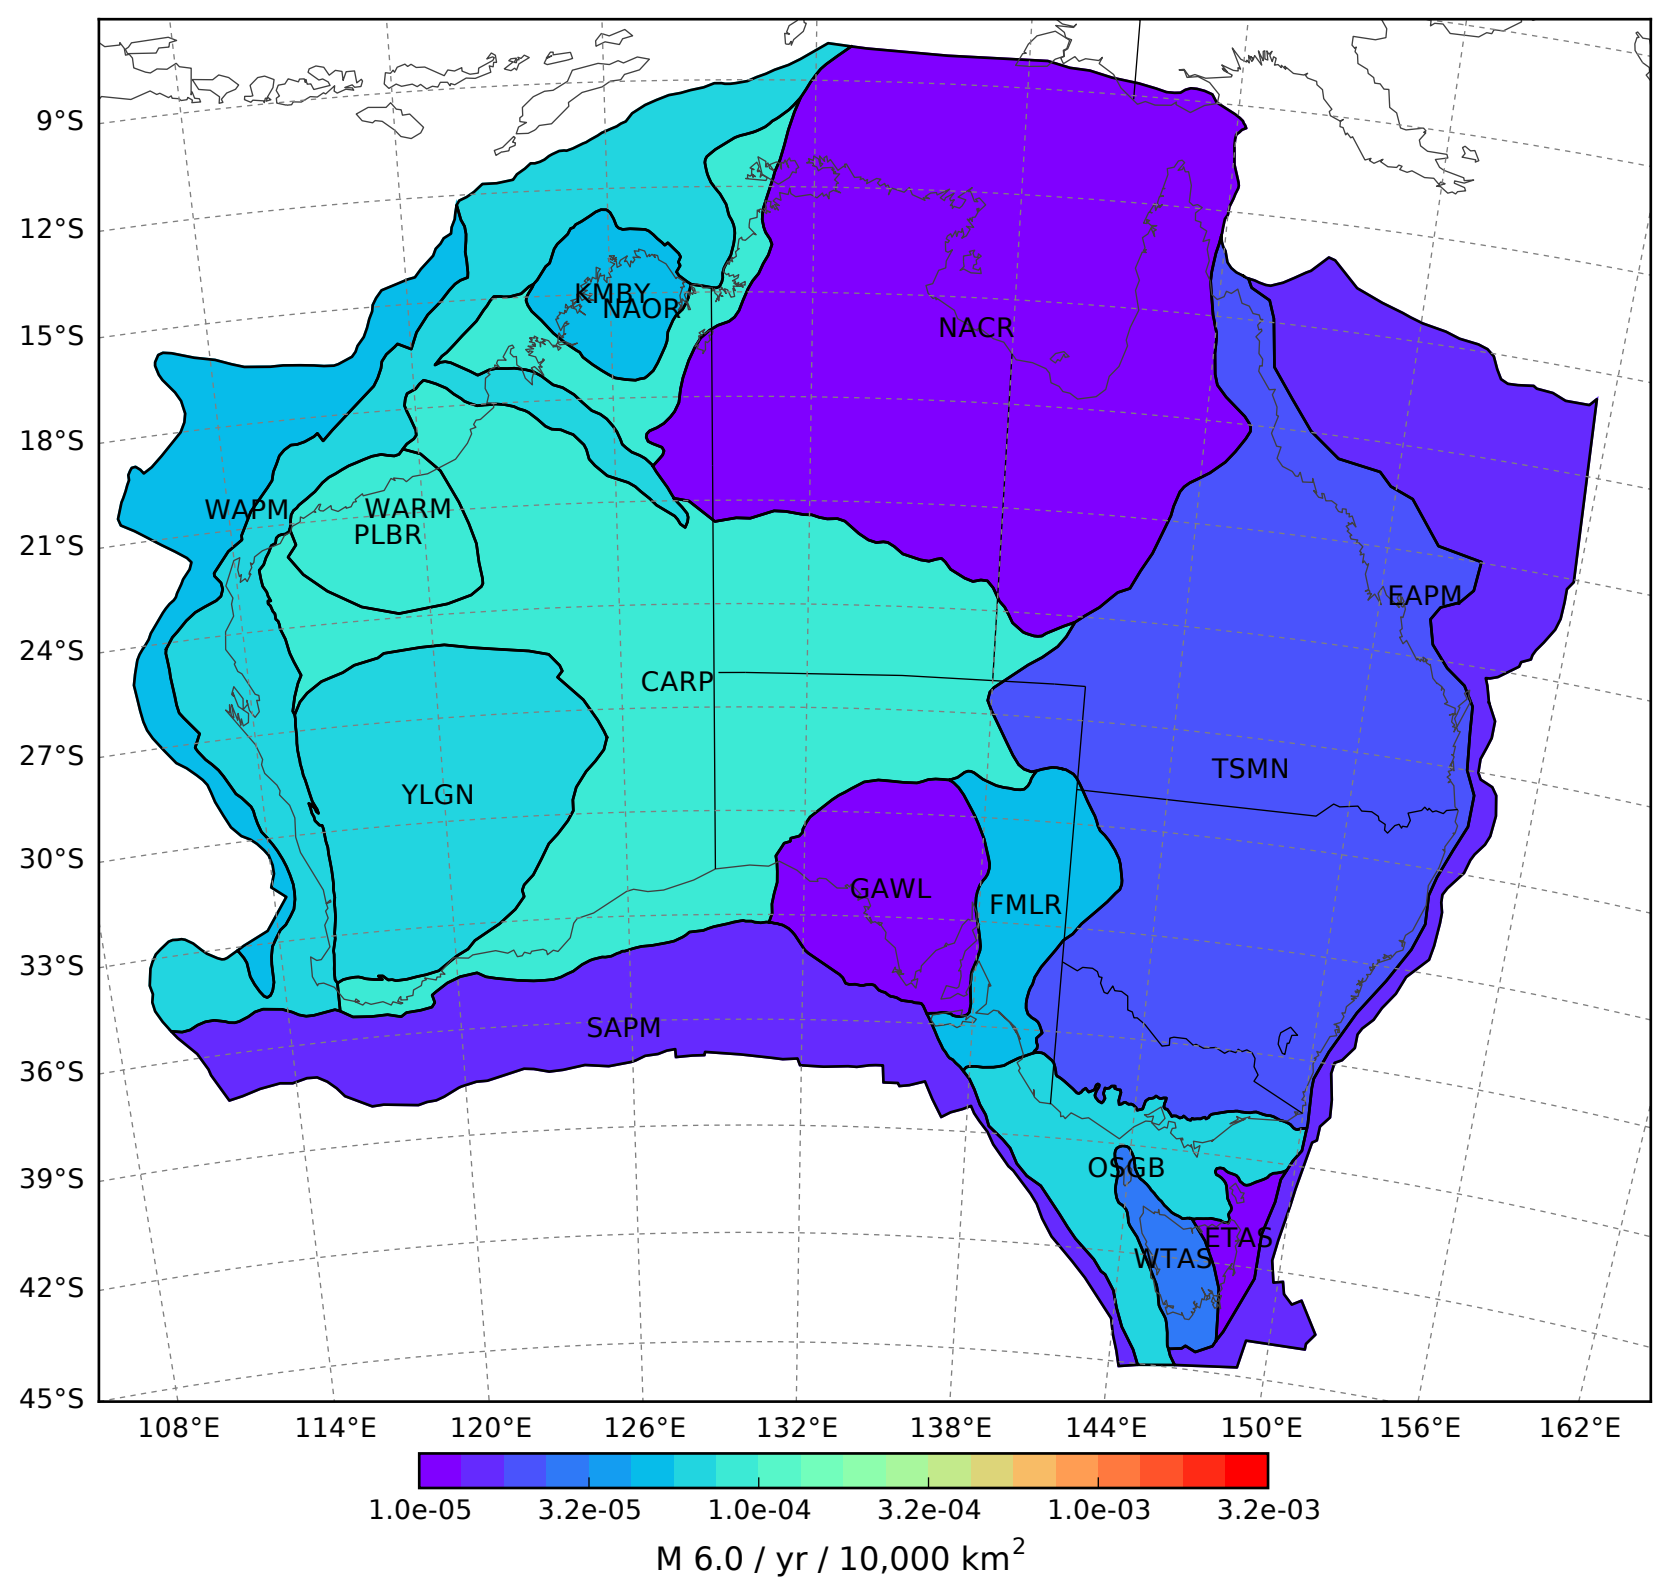 9°S
12°S
15°S
18°S
21°S
24°S
27°S
30°S
33°S
36°S
39°S
42°S
45°S
KMBY
NAOR
NACR
WAPM
WARM
PLBR
EAPM
CARP
TSMN
YLGN
GAWL
FMLR
SAPM
OSGB
ETAS
WTAS
108°E 114°E 120°E 126°E 132°E 138°E 144°E 150°E 156°E 162°E
1.0e-05 3.2e-05 1.0e-04 3.2e-04 1.0e-03 3.2e-03
M 6.0 / yr / 10,000 km²